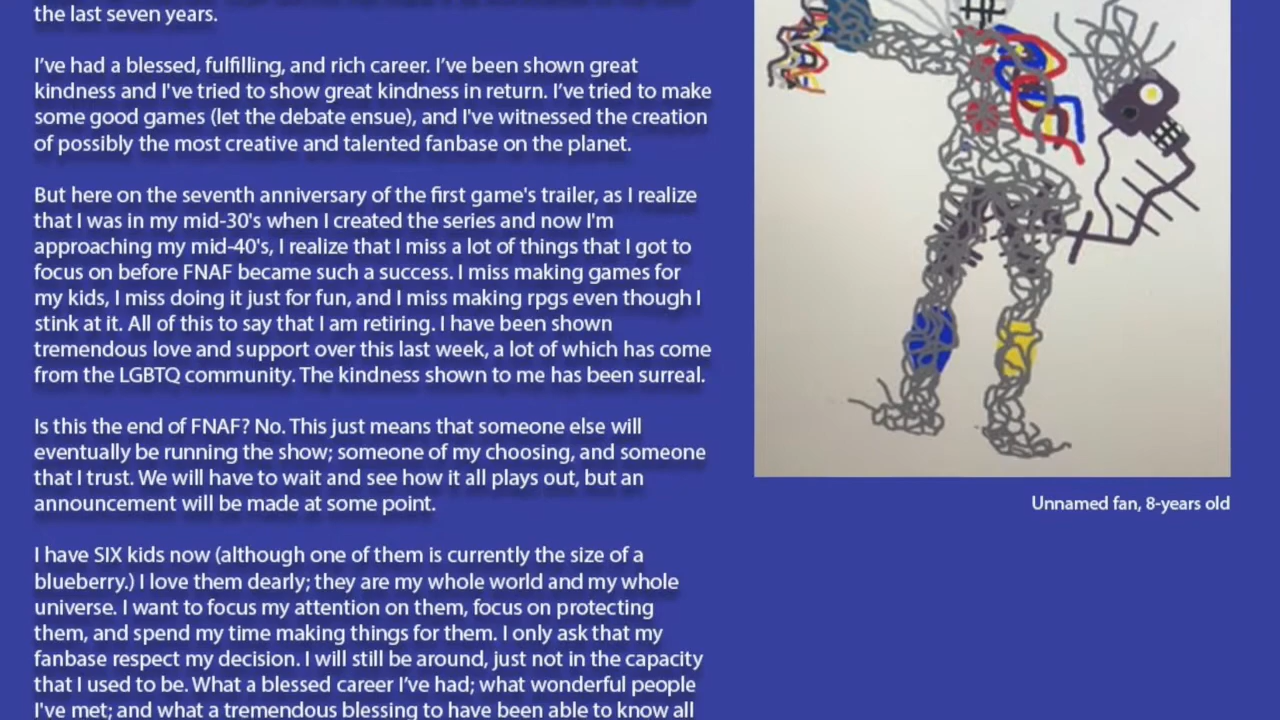 the last seven years.
I've had a blessed, fulfilling, and rich career. I've been shown great
kindness and I've tried to show great kindness in return. I've tried to make
some good games (let the debate ensue), and I've witnessed the creation
of possibly the most creative and talented fanbase on the planet.
But here on the seventh anniversary of the first game's trailer, as I realize
that I was in my mid-30's when I created the series and now I'm
approaching my mid-40's, I realize that I miss a lot of things that I got to
focus on before FNAF became such a success. I miss making games for
my kids, I miss doing it just for fun, and I miss making rpgs even though I
stink at it. All of this to say that I am retiring. I have been shown
tremendous love and support over this last week, a lot of which has come
from the LGBTQ community. The kindness shown to me has been surreal.
Is this the end of FNAF? No. This just means that someone else will
eventually be running the show; someone of my choosing, and someone
that I trust. We will have to wait and see how it all plays out, but an
announcement will be made at some point.
I have SIX kids now (although one of them is currently the size of a
blueberry.) I love them dearly; they are my whole world and my whole
universe. I want to focus my attention on them, focus on protecting
them, and spend my time making things for them. I only ask that my
fanbase respect my decision. I will still be around, just not in the capacity
that I used to be. What a blessed career I've had; what wonderful people
I've met; and what a tremendous blessing to have been able to know all
Unnamed fan, 8-years old